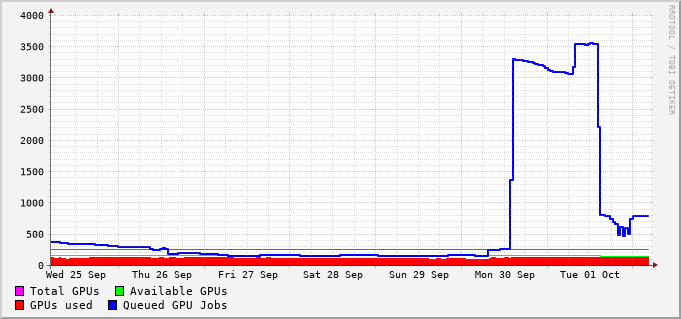 RRDTOOL / TOBI OETIKER
4000
3500
3000
2500
2000
1500
1000
500
0
Wed 25 Sep Thu 26 Sep Fri 27 Sep Sat 28 Sep Sun 29 Sep Mon 30 Sep Tue 01 Oct
Total GPUs Available GPUs
GPUs used Queued GPU Jobs